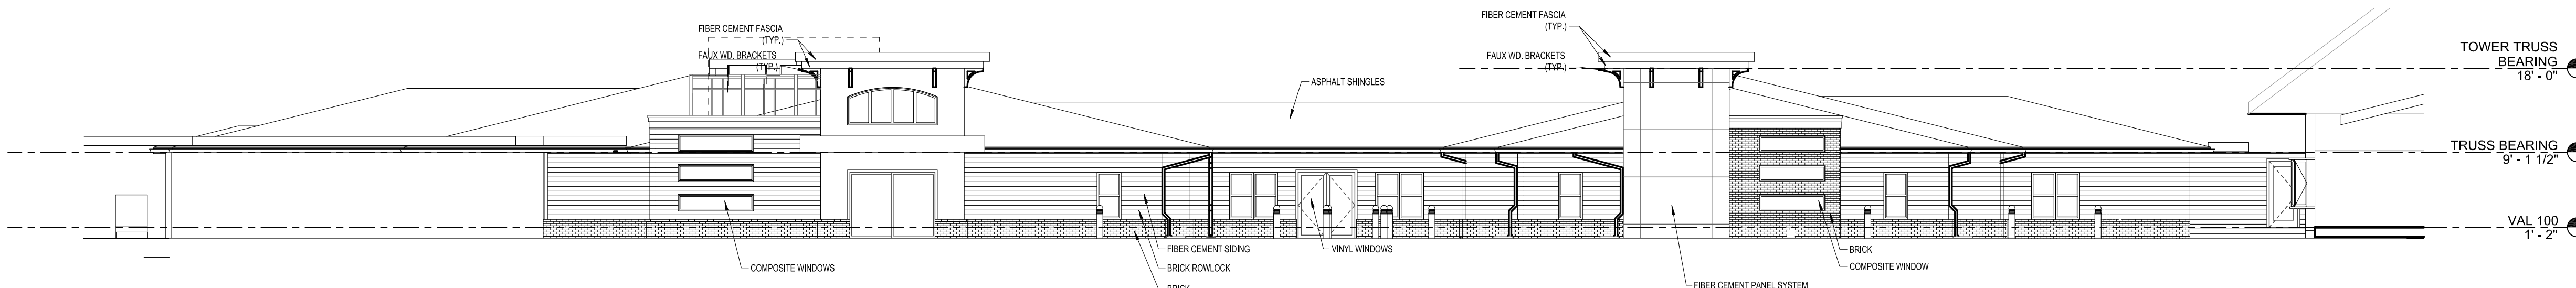 FIBER CEMENT FASCIA
(TYP.)
FAUX WD. BRACKETS
(TYP.)
FIBER CEMENT FASCIA
(TYP.)
FAUX WD. BRACKETS
(TYP.)
ASPHALT SHINGLES
TOWER TRUSS
BEARING
18' - 0"
TRUSS BEARING
9' - 1 1/2"
VAL 100
1' - 2"
FIBER CEMENT SIDING
VINYL WINDOWS
BRICK
COMPOSITE WINDOWS
BRICK ROWLOCK
COMPOSITE WINDOW
BRICK
FIBER CEMENT PANEL SYSTEM